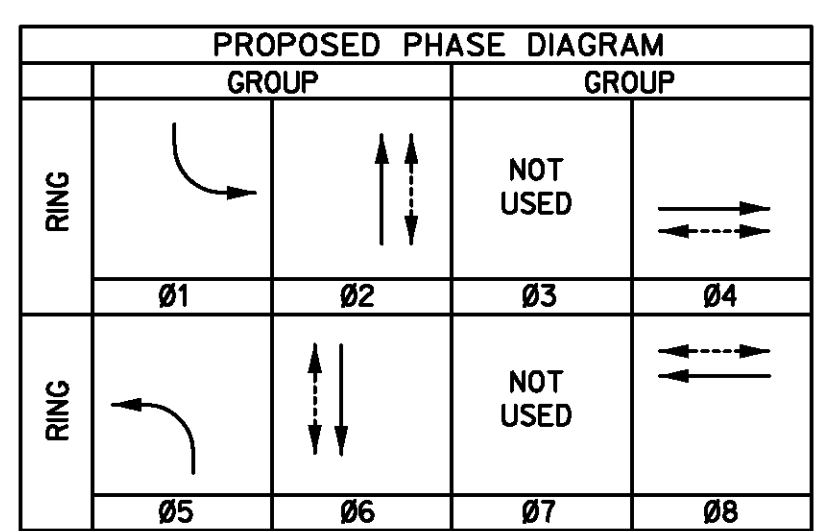 PROPOSED PHASE DIAGRAM
GROUP
GROUP
RING
NOT
USED
Ø1
Ø2
Ø3
Ø4
RING
NOT
USED
Ø5
Ø6
Ø7
Ø8